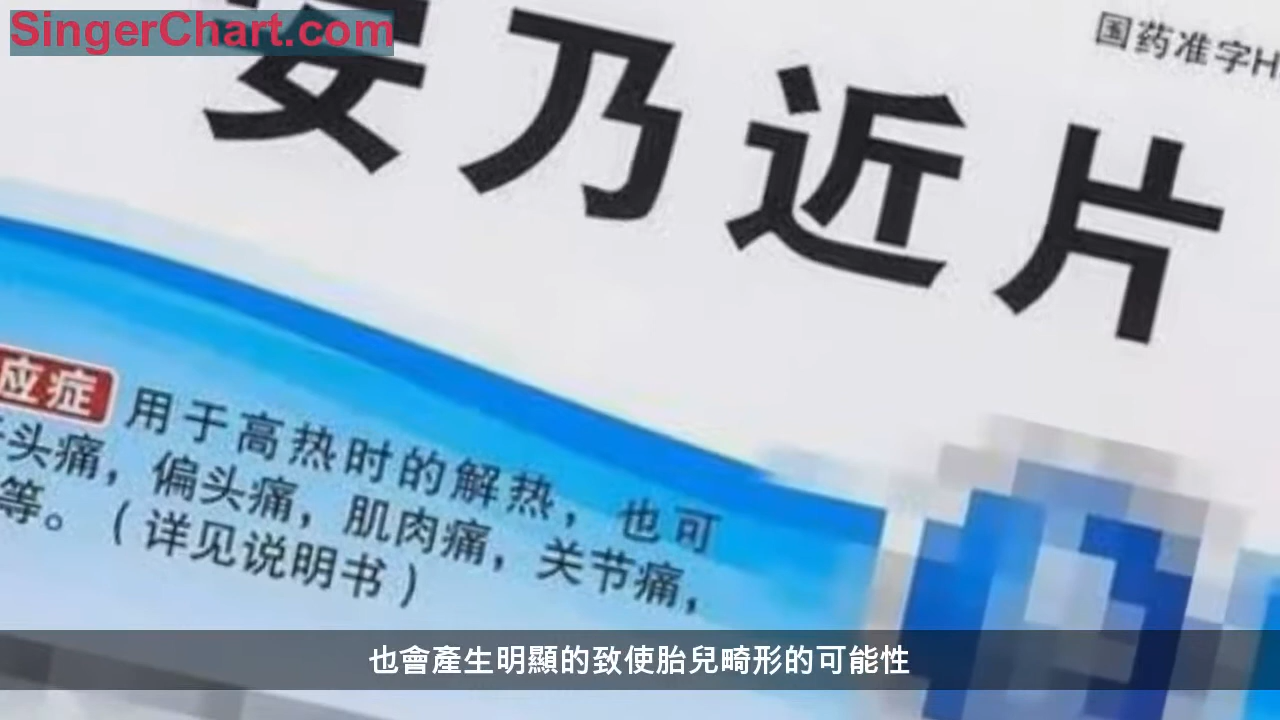 SingerChart.com
国药准字H
安乃近片
应症 用于高热时的解热，也可
头痛，偏头痛，肌肉痛，关节痛，
等。（详见说明书）
也會產生明顯的致使胎兒畸形的可能性